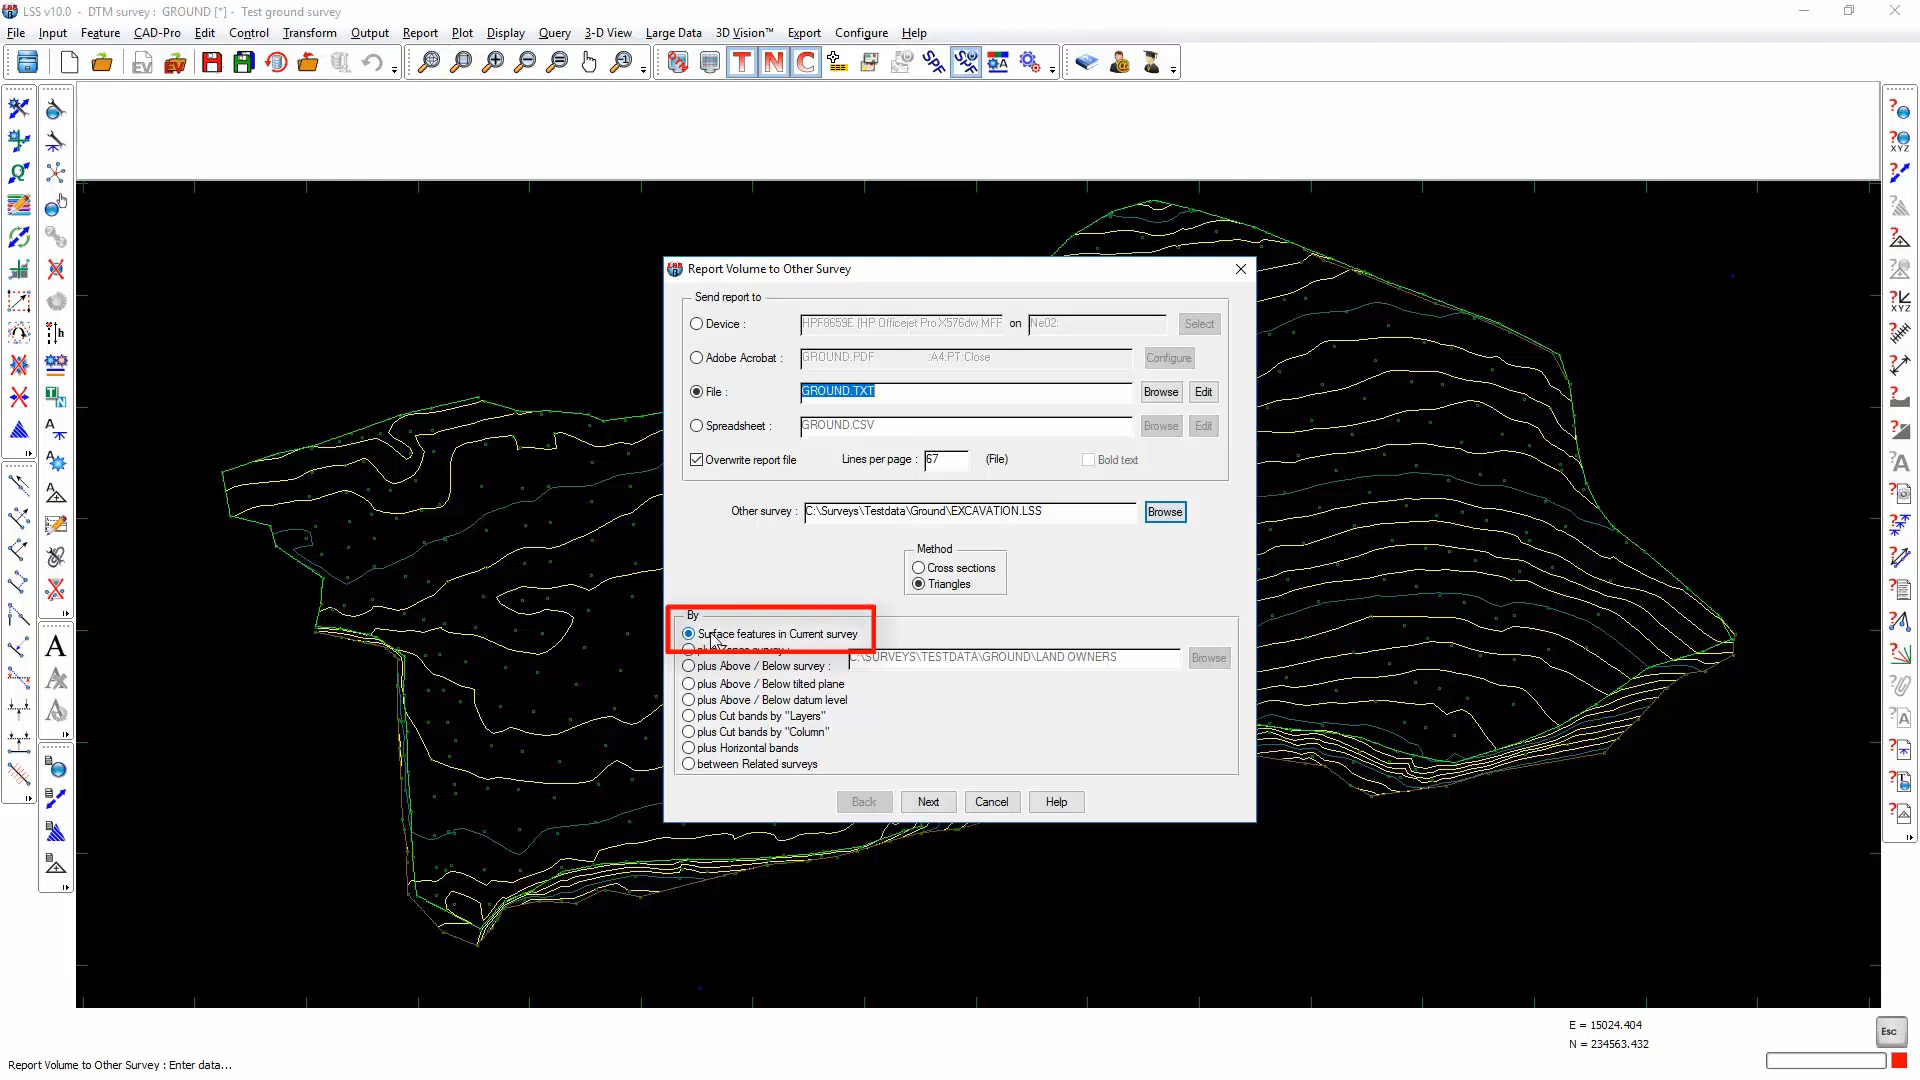 LSS v10.0 - DTM survey : GROUND [*] - Test ground survey
File Input Feature CAD-Pro Edit Control Transform Output Report Plot Display Query 3-D View Large Data 3D Vision™ Export Configure Help
Report Volume to Other Survey
Send report to
Device : HPF8659E (HP Officejet Pro X576dw MFF on Ne02: Select
Adobe Acrobat : GROUND.PDF :A4:PT:Close Configure
File : GROUND.TXT Browse Edit
Spreadsheet : GROUND.CSV Browse Edit
Overwrite report file Lines per page : 67 (File) Bold text
Other survey : C:\Surveys\Testdata\Ground\EXCAVATION.LSS Browse
Method
Cross sections
Triangles
By
Surface features in Current survey
C:\SURVEYS\TESTDATA\GROUND\LAND OWNERS Browse
plus Above / Below survey :
plus Above / Below tilted plane
plus Above / Below datum level
plus Cut bands by "Layers"
plus Cut bands by "Column"
plus Horizontal bands
between Related surveys
Back Next Cancel Help
E = 15024.404
N = 234563.432
Esc
Report Volume to Other Survey : Enter data...